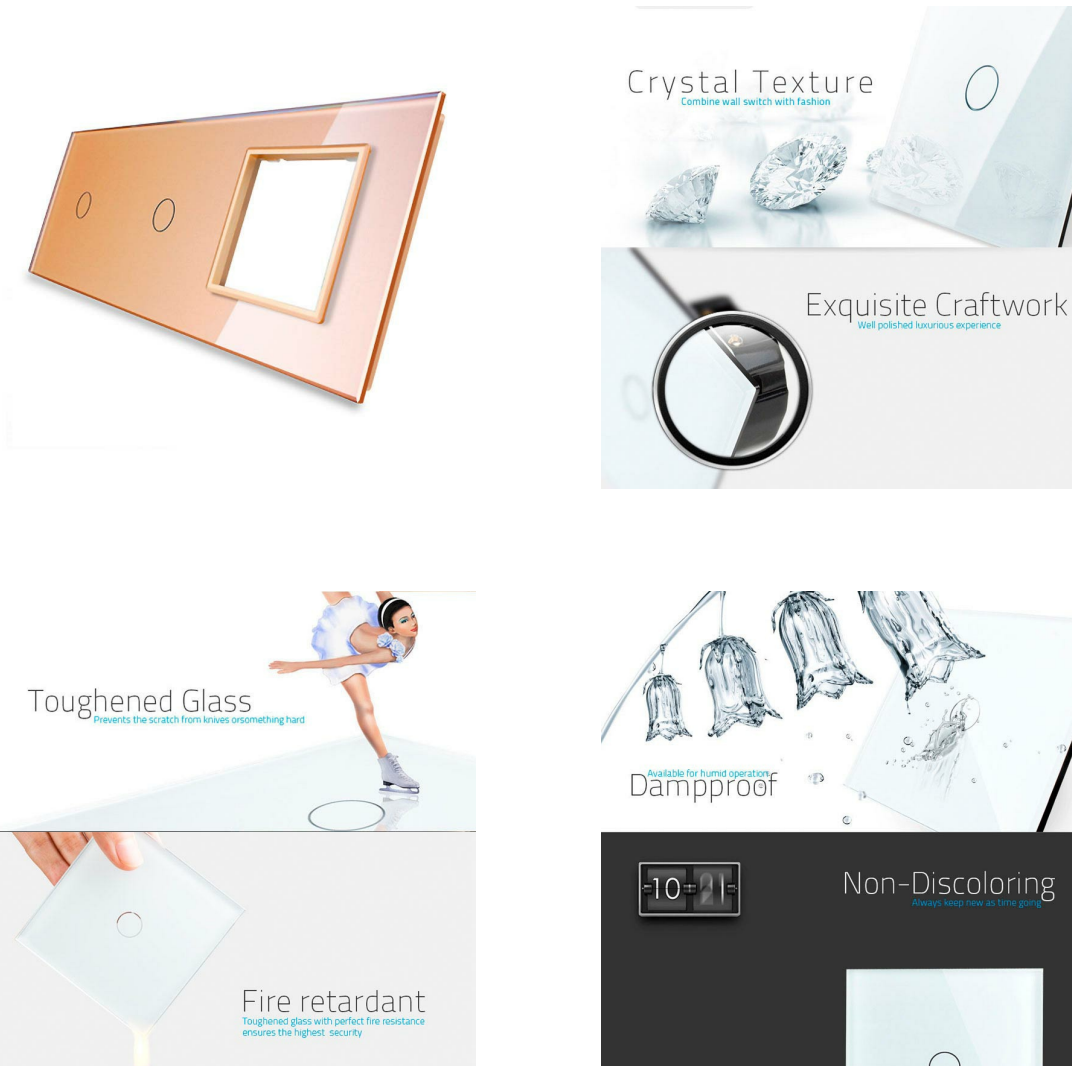 Crystal Texture
Combine wall switch with fashion
Exquisite Craftwork
Well polished luxurious experience
Toughened Glass
Prevents the scratch from knives orsomething hard
Available for humid operation.
Dampproof
Fire retardant
Toughened glass with perfect fire resistance
ensures the highest security
10 21
Non-Discoloring
Always keep new as time going